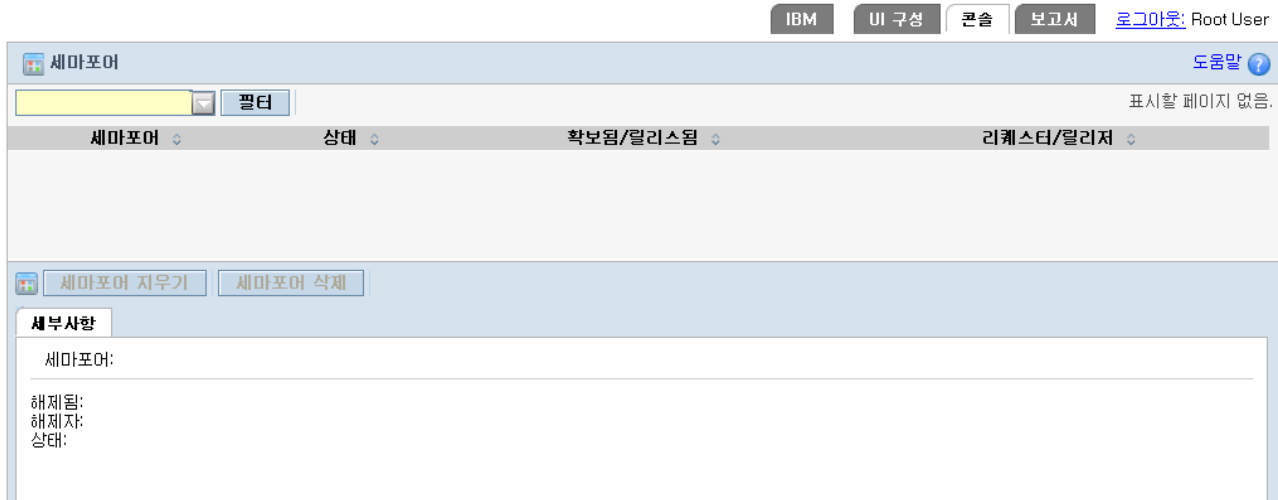 IBM UI 구성 콘솔 보고서 로그아웃: Root User
세마포어 도움말 ?
필터 표시할 페이지 없음.
세마포어 상태 확보됨/릴리스됨 리퀘스터/릴리저
세마포어 지우기 세마포어 삭제
세부사항
세마포어:
해제됨:
해제자:
상태: